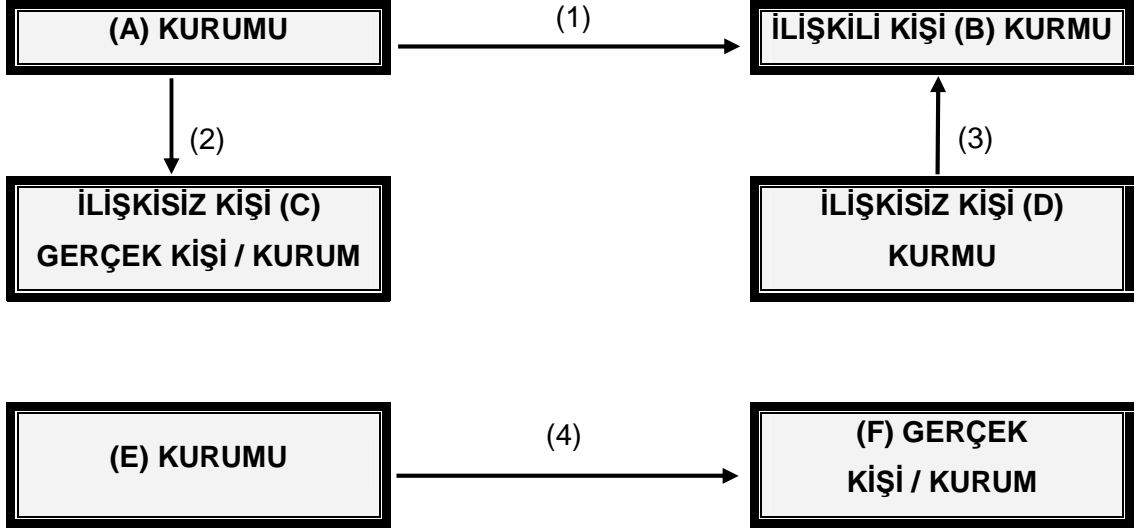 (A) KURUMU
(1)
İLİŞKİLİ KİŞİ (B) KURMU
(2)
(3)
İLİŞKİSİZ KİŞİ (C)
GERÇEK KİŞİ / KURUM
İLİŞKİSİZ KİŞİ (D)
KURMU
(E) KURUMU
(4)
(F) GERÇEK
KİŞİ / KURUM